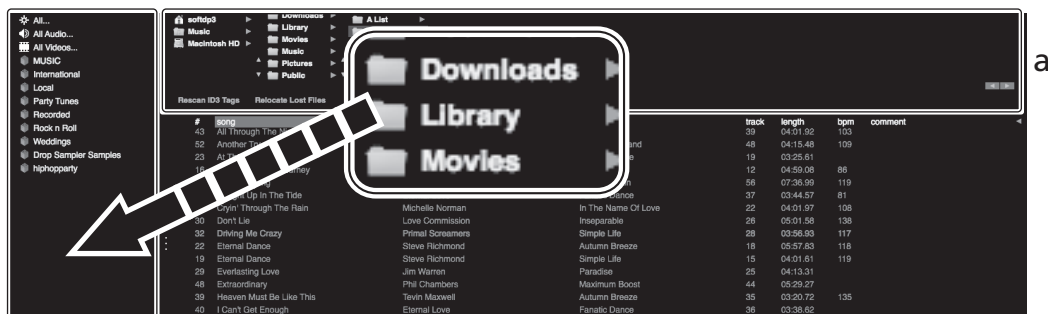 All...
All Audio...
All Videos...
MUSIC
International
Local
Party Tunes
Recorded
Rock n Roll
Weddings
Drop Sampler Samples
hiphopparty
softdp3
Music
Macintosh HD
Downloads
Library
Movies
Music
Pictures
Public
A List
Rescan ID3 Tags Relocate Lost Files
Downloads
Library
Movies
a
# song track length bpm comment
43 All Through The 39 04:01.92 103
52 Another 48 04:15.48 109
23 19 03:25.61
12 04:59.08 86
56 07:36.99 119
Up In The Tide 37 03:44.57 81
Cryin' Through The Rain Michelle Norman In The Name Of Love 22 04:01.97 108
30 Don't Lie Love Commission Inseparable 26 05:01.58 138
32 Driving Me Crazy Primal Screamers Simple Life 28 03:56.93 117
22 Eternal Dance Steve Richmond Autumn Breeze 18 05:57.83 118
19 Eternal Dance Steve Richmond Simple Life 15 04:01.61 119
29 Everlasting Love Jim Warren Paradise 25 04:13.31
48 Extraordinary Phil Chambers Maximum Boost 44 05:29.27
39 Heaven Must Be Like This Tevin Maxwell Autumn Breeze 35 03:20.72 135
40 I Can't Get Enough Eternal Love Fanatic Dance 36 03:38.62